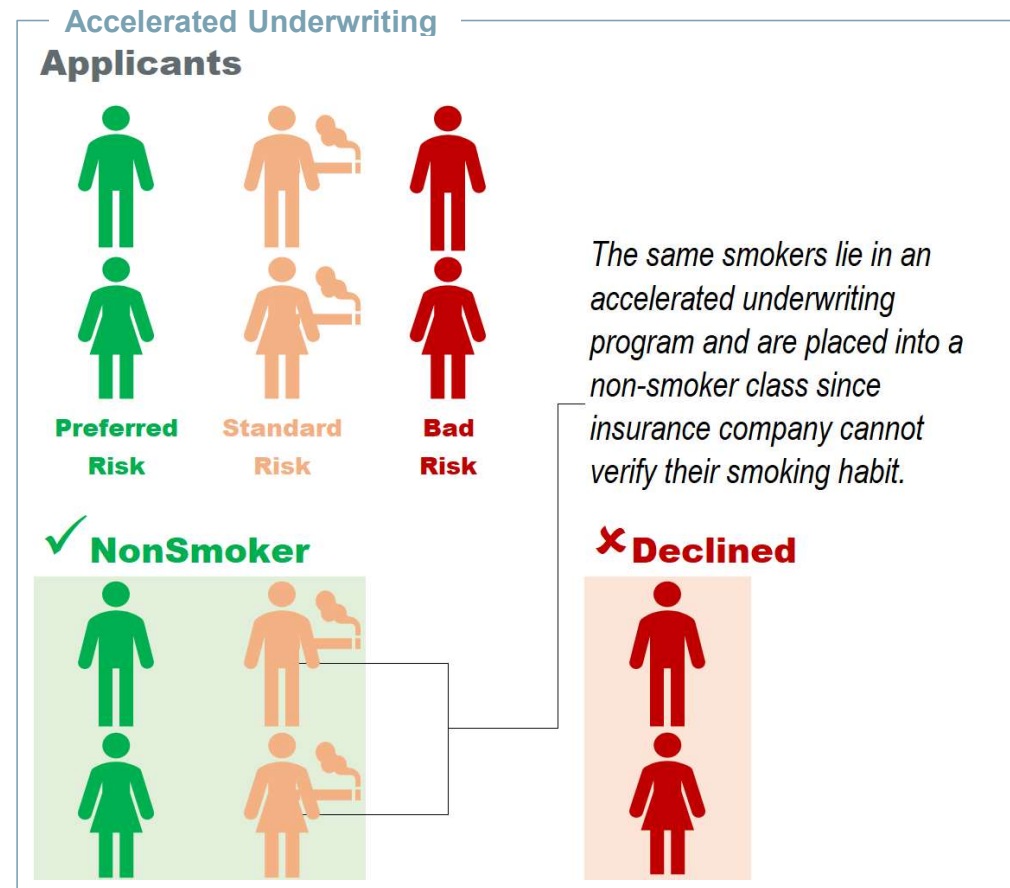 Accelerated Underwriting
Applicants
Preferred Risk
Standard Risk
Bad Risk
The same smokers lie in an
accelerated underwriting
program and are placed into a
non-smoker class since
insurance company cannot
verify their smoking habit.
NonSmoker
Declined